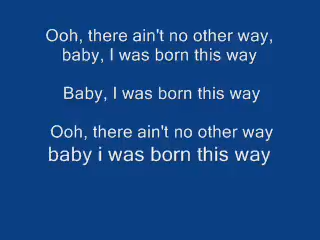 Ooh, there ain't no other way,
baby, I was born this way
Baby, I was born this way
Ooh, there ain't no other way
baby i was born this way